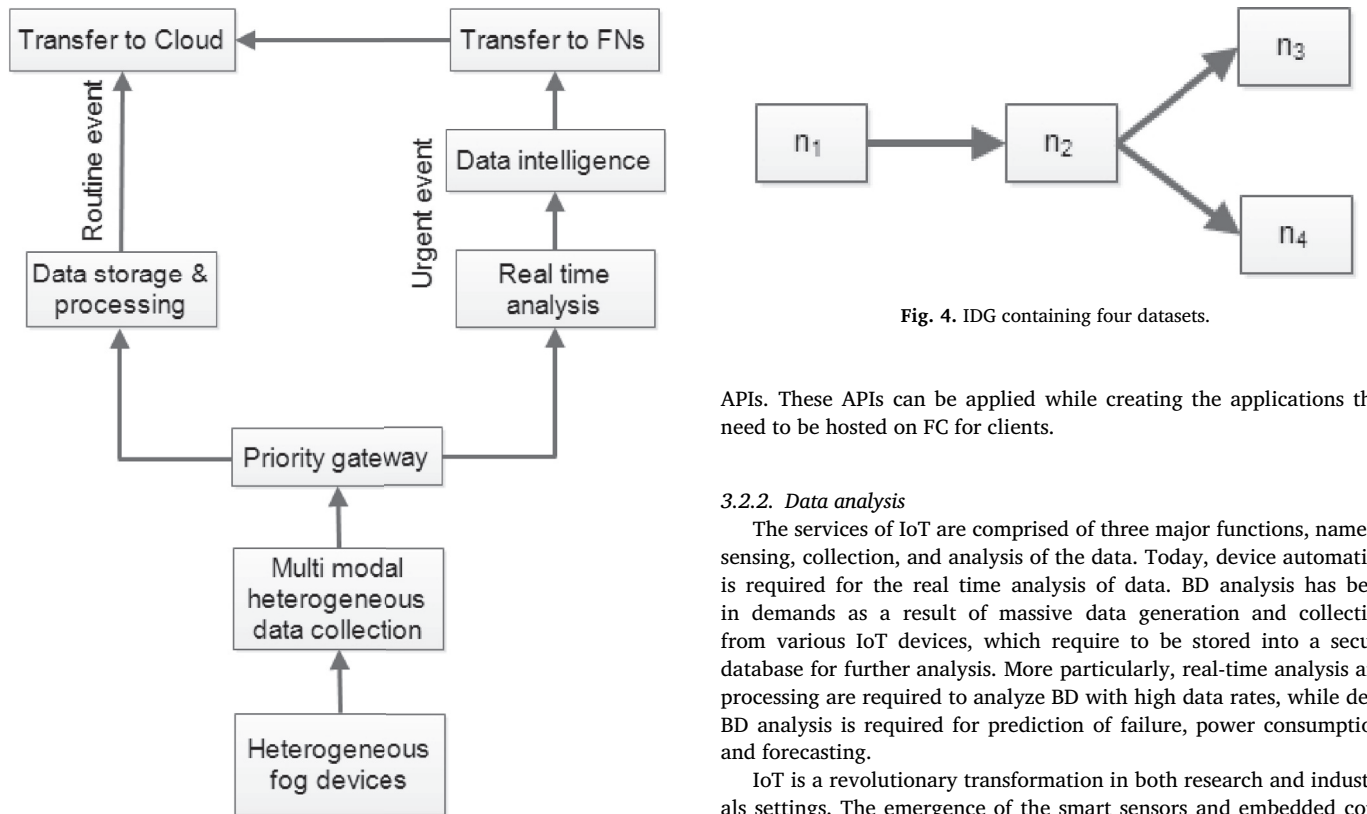 Transfer to Cloud
Transfer to FNs
Routine event
Urgent event
Data intelligence
Data storage &
processing
Real time
analysis
Priority gateway
Multi modal
heterogeneous
data collection
Heterogeneous
fog devices
n₁
n₂
n₃
n₄
Fig. 4. IDG containing four datasets.
APIs. These APIs can be applied while creating the applications th
need to be hosted on FC for clients.
3.2.2. Data analysis
The services of IoT are comprised of three major functions, name
sensing, collection, and analysis of the data. Today, device automati
is required for the real time analysis of data. BD analysis has be
in demands as a result of massive data generation and collecti
from various IoT devices, which require to be stored into a secu
database for further analysis. More particularly, real-time analysis a
processing are required to analyze BD with high data rates, while de
BD analysis is required for prediction of failure, power consumptio
and forecasting.
IoT is a revolutionary transformation in both research and indust
als settings. The emergence of the smart sensors and embedded co